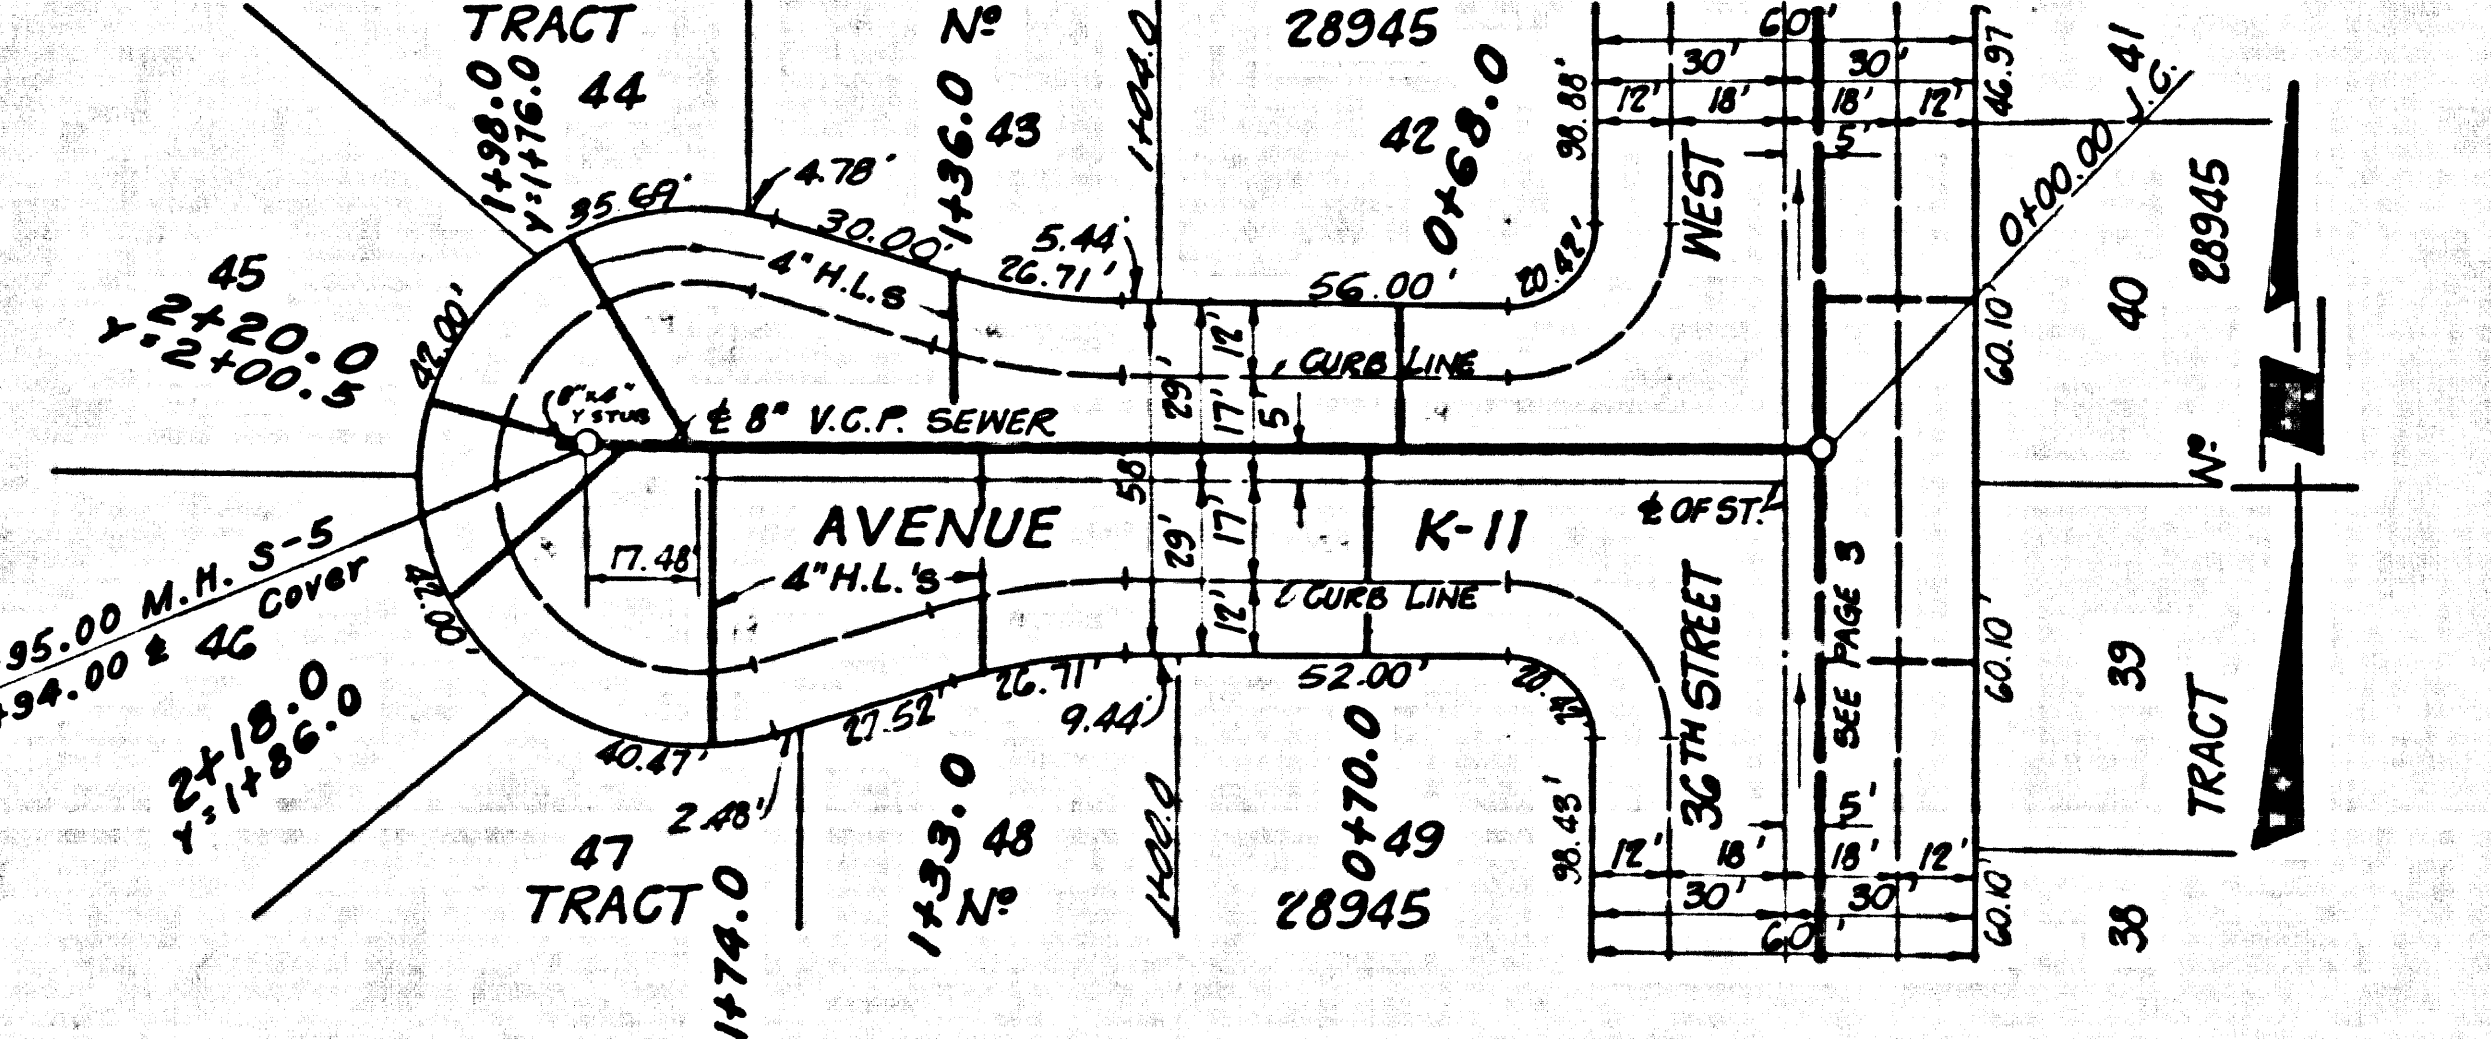 TRACT
Nº
28945
44
43
42
41
1+98.0
Y=1+76.0
1+36.0
1+04.0
0+68.0
98.88'
60'
30'
30'
12'
18'
18'
12'
5'
46.97
J.C.
0+00.00
4.78'
35.69'
30.00'
5.44'
26.71'
56.00'
20.42'
WEST
45
2+20.0
Y=2+00.5
42.00'
4" H.L.S
28945
40
60.10'
8"x4"
Y STUB
℄ 8" V.C.P. SEWER
CURB LINE
12'
29'
17'
5'
58'
29'
17'
12'
Nº
AVENUE
K-11
℄ OF ST.
17.48'
4" H.L.'S
CURB LINE
95.00 M.H. S-5
+94.00 ℄ Cover
46
2+18.0
Y=1+86.0
40.47'
2.48'
27.52'
26.71'
9.44'
52.00'
36TH STREET
SEE PAGE 3
60.10'
39
TRACT
47
TRACT
1+74.0
1+33.0
48
Nº
1+00.0
0+70.0
49
28945
98.43'
5'
12'
18'
18'
12'
30'
30'
60'
60.10'
38